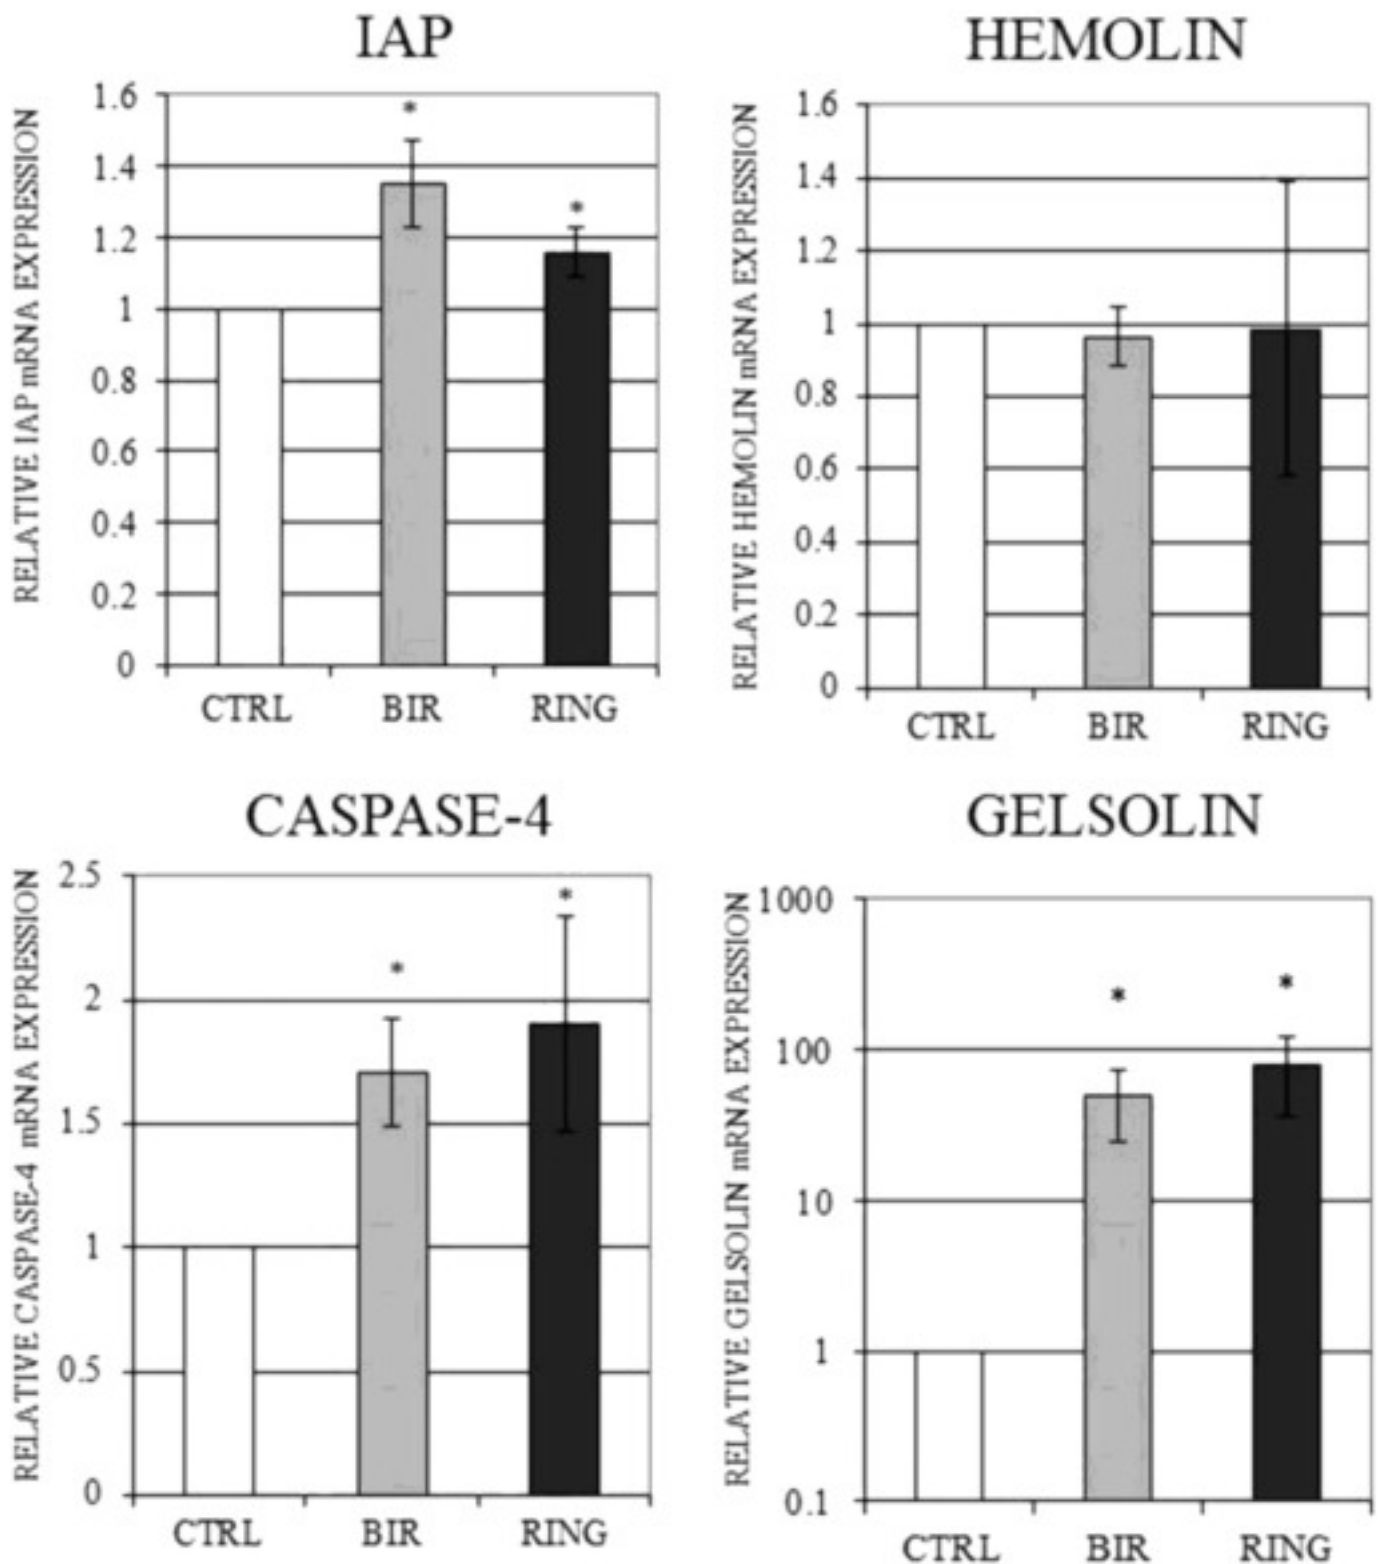 IAP
RELATIVE IAP mRNA EXPRESSION
1.6
*
1.4
*
1.2
1
0.8
0.6
0.4
0.2
0
CTRL BIR RING
HEMOLIN
RELATIVE HEMOLIN mRNA EXPRESSION
1.6
1.4
1.2
1
0.8
0.6
0.4
0.2
0
CTRL BIR RING
CASPASE-4
RELATIVE CASPASE-4 mRNA EXPRESSION
2.5
*
*
2
1.5
1
0.5
0
CTRL BIR RING
GELSOLIN
RELATIVE GELSOLIN mRNA EXPRESSION
1000
* *
100
10
1
0.1
CTRL BIR RING